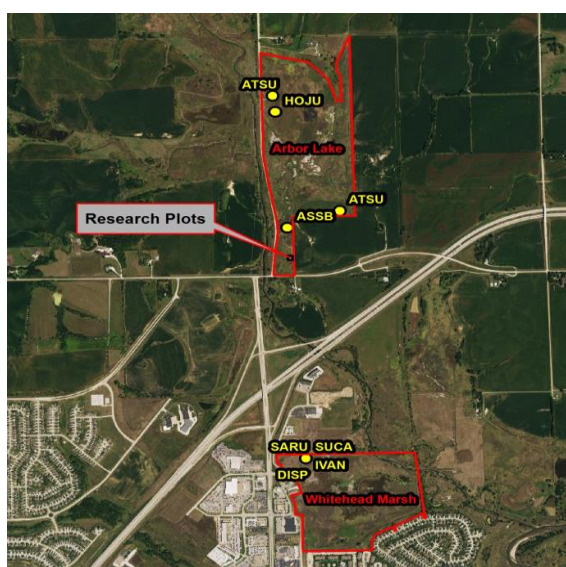 ATSU
HOJU
Arbor Lake
ATSU
ASSB
Research Plots
SARU SUCA
IVAN
DISP
Whitehead Marsh